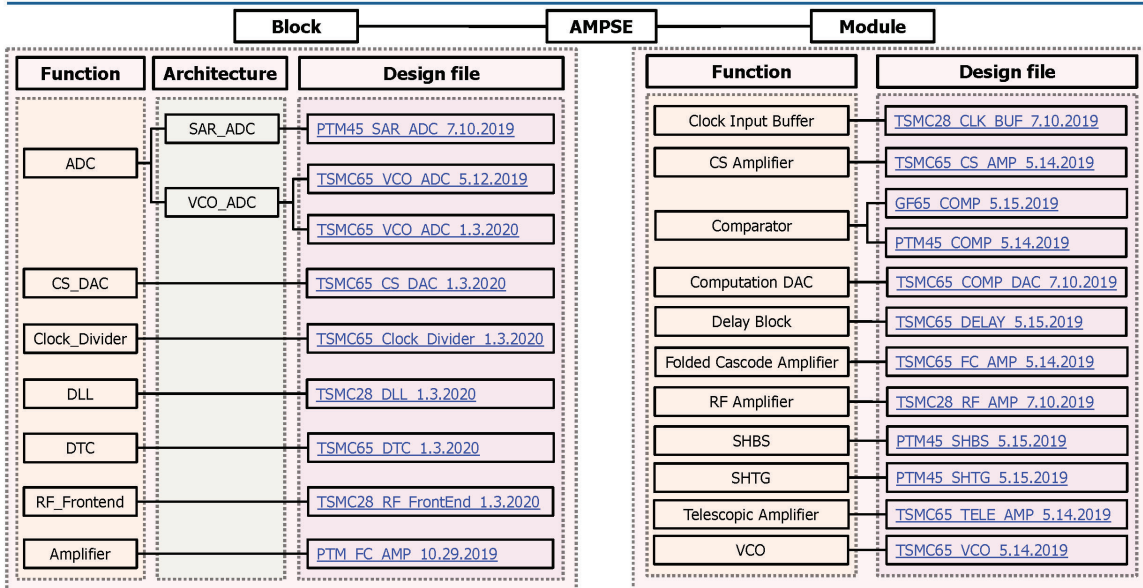 Block
AMPSE
Module
Function
Architecture
Design file
ADC
SAR_ADC
PTM45_SAR_ADC_7.10.2019
VCO_ADC
TSMC65_VCO_ADC_5.12.2019
TSMC65_VCO_ADC_1.3.2020
CS_DAC
TSMC65_CS_DAC_1.3.2020
Clock_Divider
TSMC65_Clock_Divider_1.3.2020
DLL
TSMC28_DLL_1.3.2020
DTC
TSMC65_DTC_1.3.2020
RF_Frontend
TSMC28_RF_FrontEnd_1.3.2020
Amplifier
PTM_FC_AMP_10.29.2019
Function
Design file
Clock Input Buffer
TSMC28_CLK_BUF_7.10.2019
CS Amplifier
TSMC65_CS_AMP_5.14.2019
Comparator
GF65_COMP_5.15.2019
PTM45_COMP_5.14.2019
Computation DAC
TSMC65_COMP_DAC_7.10.2019
Delay Block
TSMC65_DELAY_5.15.2019
Folded Cascode Amplifier
TSMC65_FC_AMP_5.14.2019
RF Amplifier
TSMC28_RF_AMP_7.10.2019
SHBS
PTM45_SHBS_5.15.2019
SHTG
PTM45_SHTG_5.15.2019
Telescopic Amplifier
TSMC65_TELE_AMP_5.14.2019
VCO
TSMC65_VCO_5.14.2019